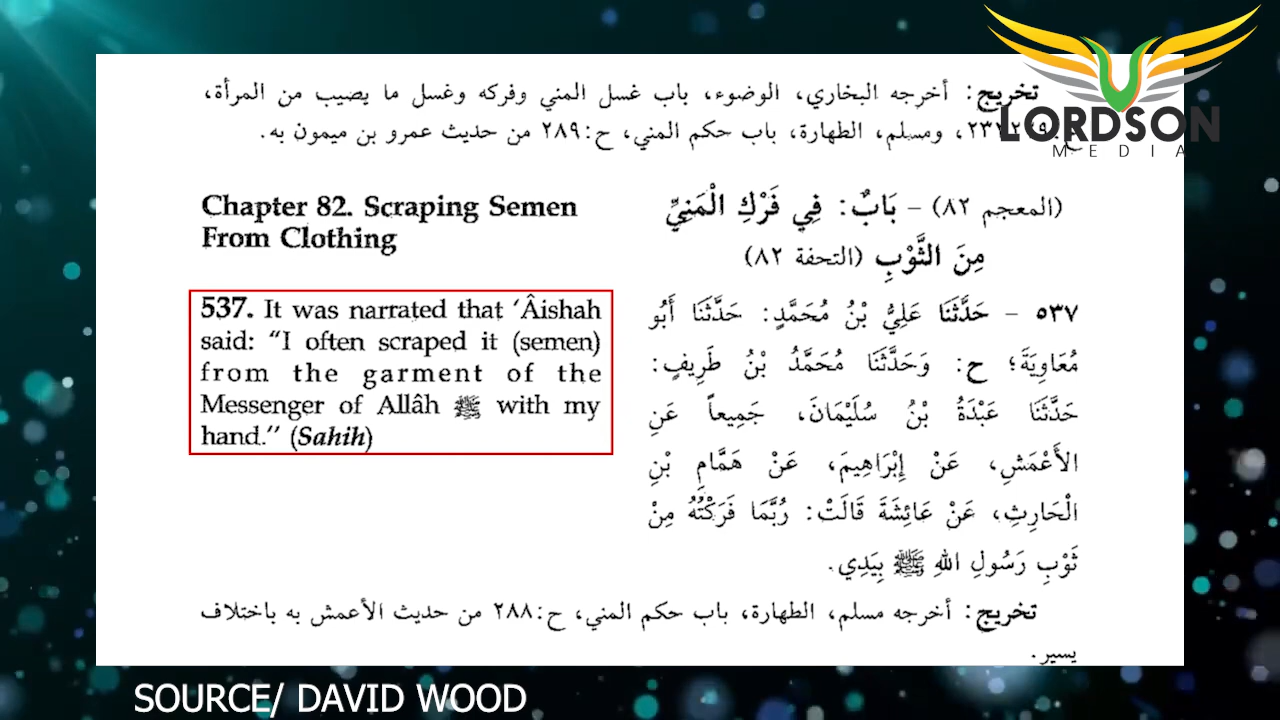 تخريج: أخرجه البخاري، الوضوء، باب غسل المني وفركه وغسل ما يصيب من المرأة،
، ومسلم، الطهارة، باب حكم المني، ح:٢٨٩ من حديث عمرو بن ميمون به.
LORDSON
MEDIA
Chapter 82. Scraping Semen
From Clothing
(المعجم ٨٢) – بَابٌ: فِي فَرْكِ الْمَنِيِّ
مِنَ الثَّوْبِ (التحفة ٨٢)
537. It was narrated that ‘Âishah
said: “I often scraped it (semen)
from the garment of the
Messenger of Allâh ﷺ with my
hand.” (Sahih)
٥٣٧ – حَدَّثَنَا عَلِيُّ بْنُ مُحَمَّدٍ: حَدَّثَنَا أَبُو
مُعَاوِيَةَ؛ ح: وَحَدَّثَنَا مُحَمَّدُ بْنُ طَرِيفٍ:
حَدَّثَنَا عَبْدَةُ بْنُ سُلَيْمَانَ، جَمِيعاً عَنِ
الأَعْمَشِ، عَنْ إِبْرَاهِيمَ، عَنْ هَمَّامِ بْنِ
الْحَارِثِ، عَنْ عَائِشَةَ قَالَتْ: رُبَّمَا فَرَكْتُهُ مِنْ
ثَوْبِ رَسُولِ اللهِ ﷺ بِيَدِي.
تخريج: أخرجه مسلم، الطهارة، باب حكم المني، ح:٢٨٨ من حديث الأعمش به باختلاف
يسير.
SOURCE/ DAVID WOOD